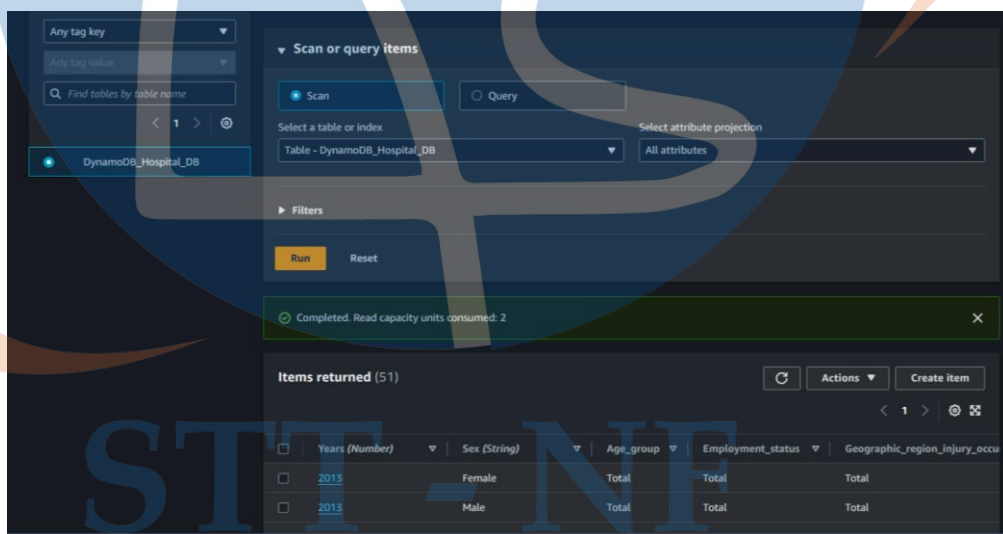 Any tag key
Any tag value
Find tables by table name
1
DynamoDB_Hospital_DB
Scan or query items
Scan
Query
Select a table or index
Select attribute projection
Table - DynamoDB_Hospital_DB
All attributes
Filters
Run
Reset
Completed. Read capacity units consumed: 2
Items returned (51)
Actions
Create item
1
Years (Number)
Sex (String)
Age_group
Employment_status
Geographic_region_injury_occu
2013
Female
Total
Total
Total
2013
Male
Total
Total
Total
STT - NF